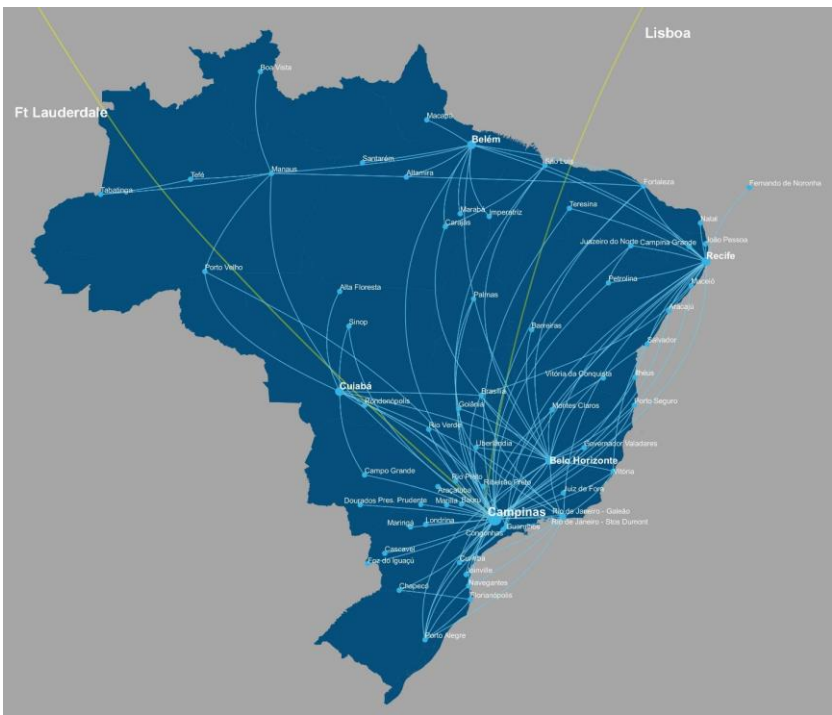 Lisboa
Boa Vista
Ft Lauderdale
Macapá
Belém
Santarém
São Luis
Manaus
Altamira
Tefé
Fortaleza
Fernando de Noronha
Tabatinga
Teresina
Marabá
Imperatriz
Carajás
Natal
Juazeiro do Norte
Campina Grande
João Pessoa
Recife
Porto Velho
Petrolina
Maceió
Alta Floresta
Palmas
Aracajú
Sinop
Barreiras
Salvador
Vitória da Conquista
Ilhéus
Cuiabá
Brasília
Rondonópolis
Goiânia
Montes Claros
Porto Seguro
Rio Verde
Uberlândia
Governador Valadares
Belo Horizonte
Campo Grande
Rio Preto
Ribeirão Preto
Vitória
Araçatuba
Juiz de Fora
Dourados
Pres. Prudente
Marília
Bauru
Campinas
Rio de Janeiro - Galeão
Maringá
Londrina
Guarulhos
Rio de Janeiro - Stos Dumont
Congonhas
Cascavel
Foz do Iguaçú
Curitiba
Joinville
Chapecó
Navegantes
Florianópolis
Porto Alegre